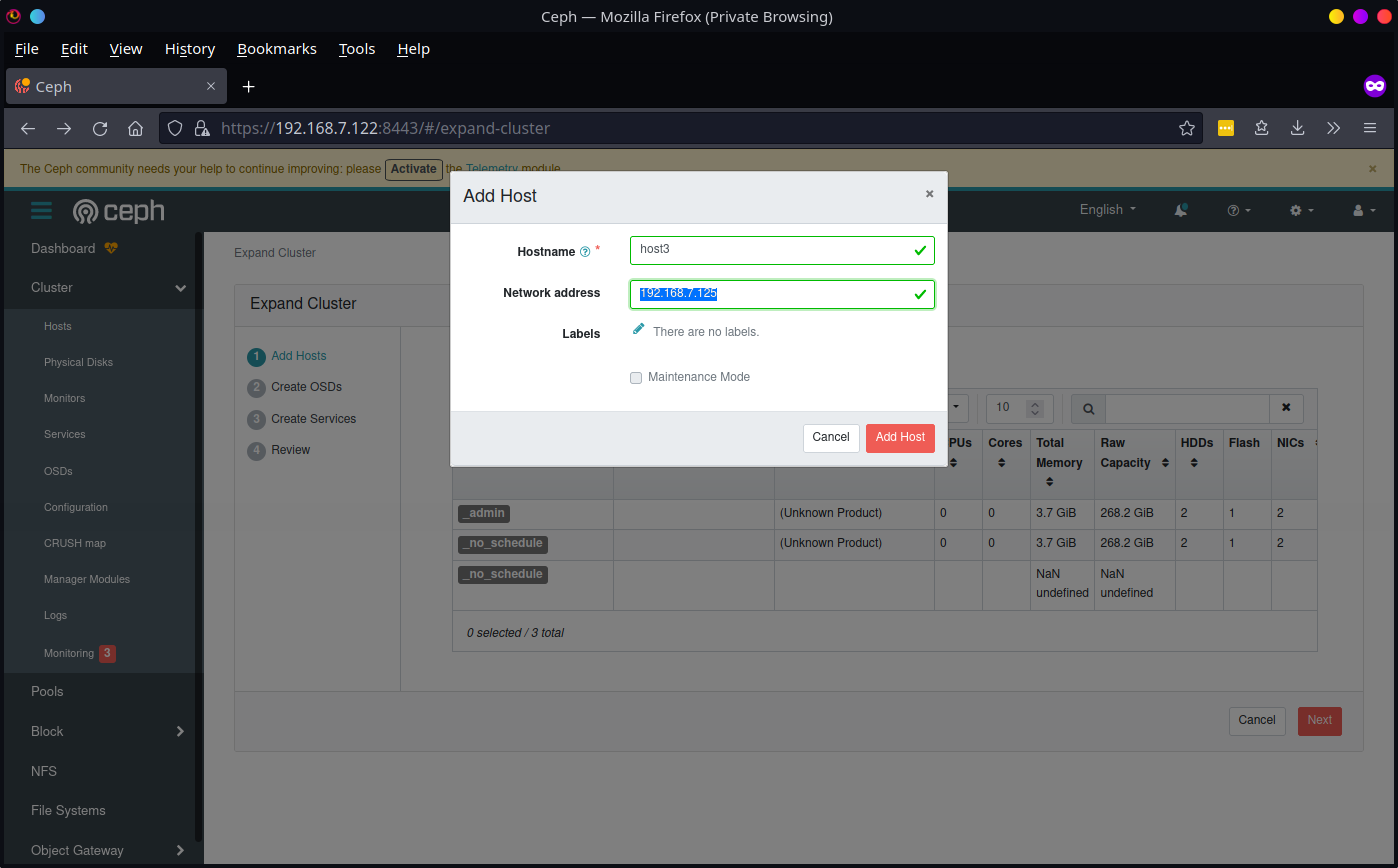 Ceph — Mozilla Firefox (Private Browsing)
File Edit View History Bookmarks Tools Help
Ceph
https://192.168.7.122:8443/#/expand-cluster
The Ceph community needs your help to continue improving: please Activate the Telemetry module.
ceph
English
Dashboard
Cluster
Hosts
Physical Disks
Monitors
Services
OSDs
Configuration
CRUSH map
Manager Modules
Logs
Monitoring 3
Pools
Block
NFS
File Systems
Object Gateway
Expand Cluster
Expand Cluster
1 Add Hosts
2 Create OSDs
3 Create Services
4 Review
Add Host
×
Hostname ? *
host3
Network address
192.168.7.125
Labels
There are no labels.
Maintenance Mode
Cancel Add Host
10
PUs Cores Total Memory Raw Capacity HDDs Flash NICs
_admin (Unknown Product) 0 0 3.7 GiB 268.2 GiB 2 1 2
_no_schedule (Unknown Product) 0 0 3.7 GiB 268.2 GiB 2 1 2
_no_schedule NaN undefined NaN undefined
0 selected / 3 total
Cancel Next